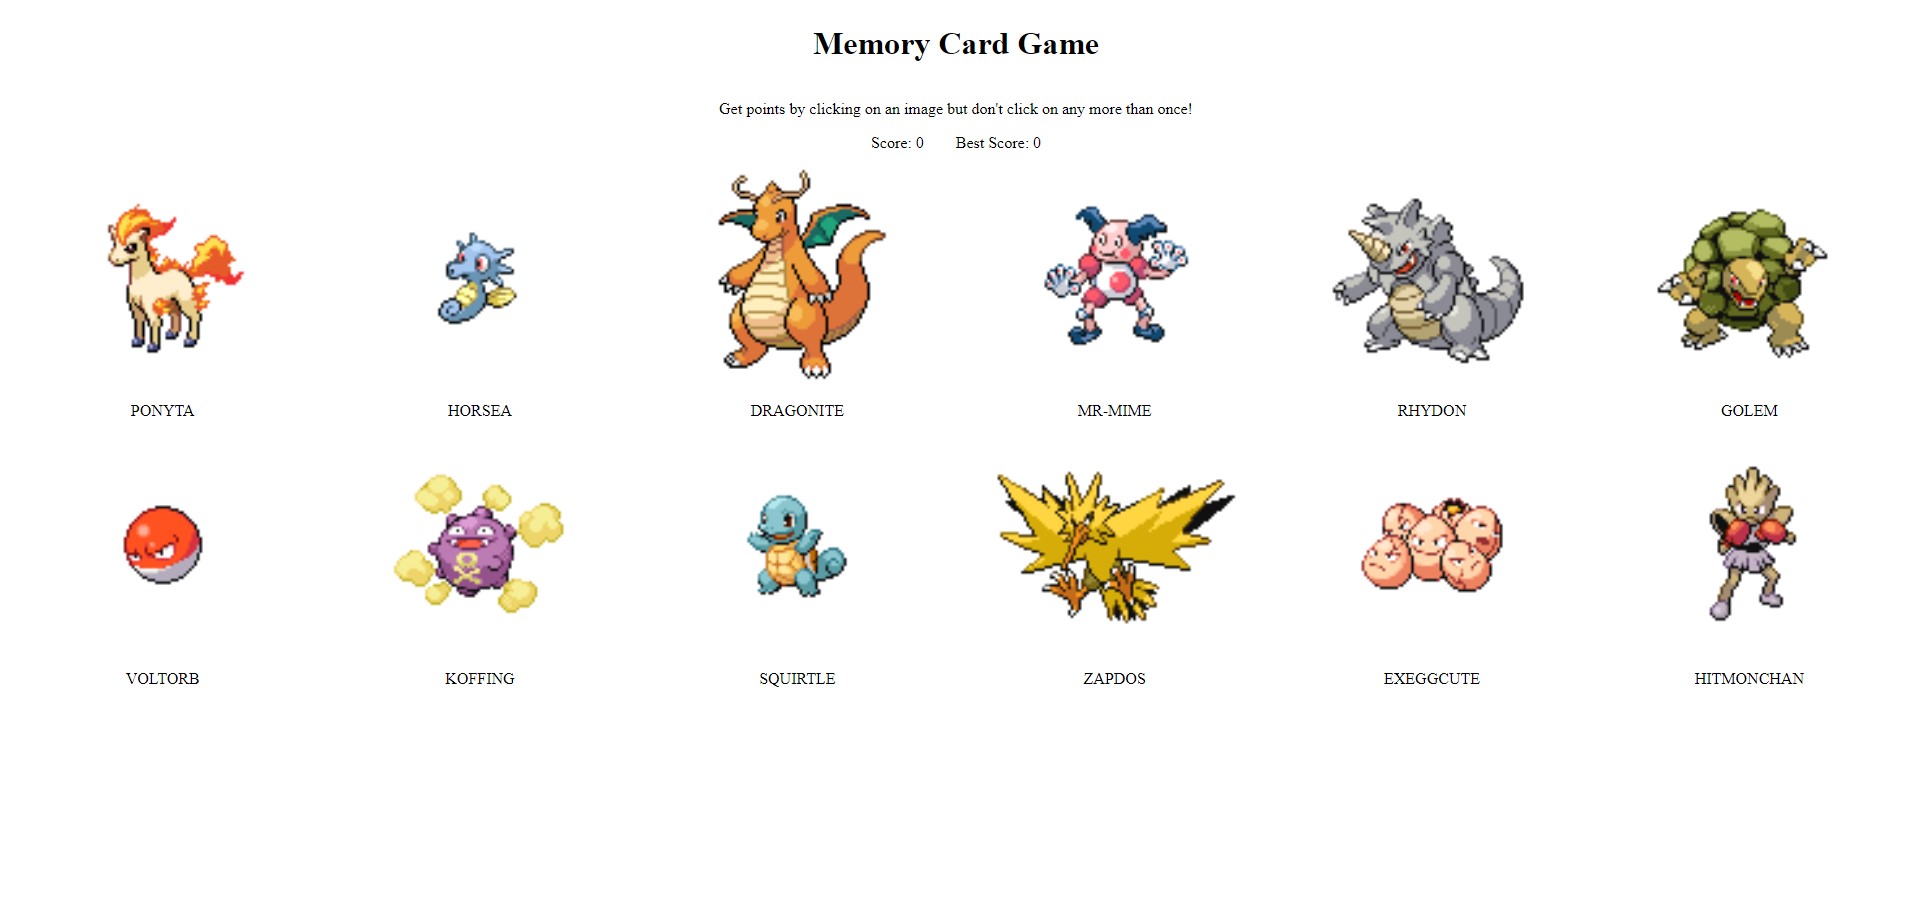 Memory Card Game
Get points by clicking on an image but don't click on any more than once!
Score: 0 Best Score: 0
PONYTA HORSEA DRAGONITE MR-MIME RHYDON GOLEM
VOLTORB KOFFING SQUIRTLE ZAPDOS EXEGGCUTE HITMONCHAN